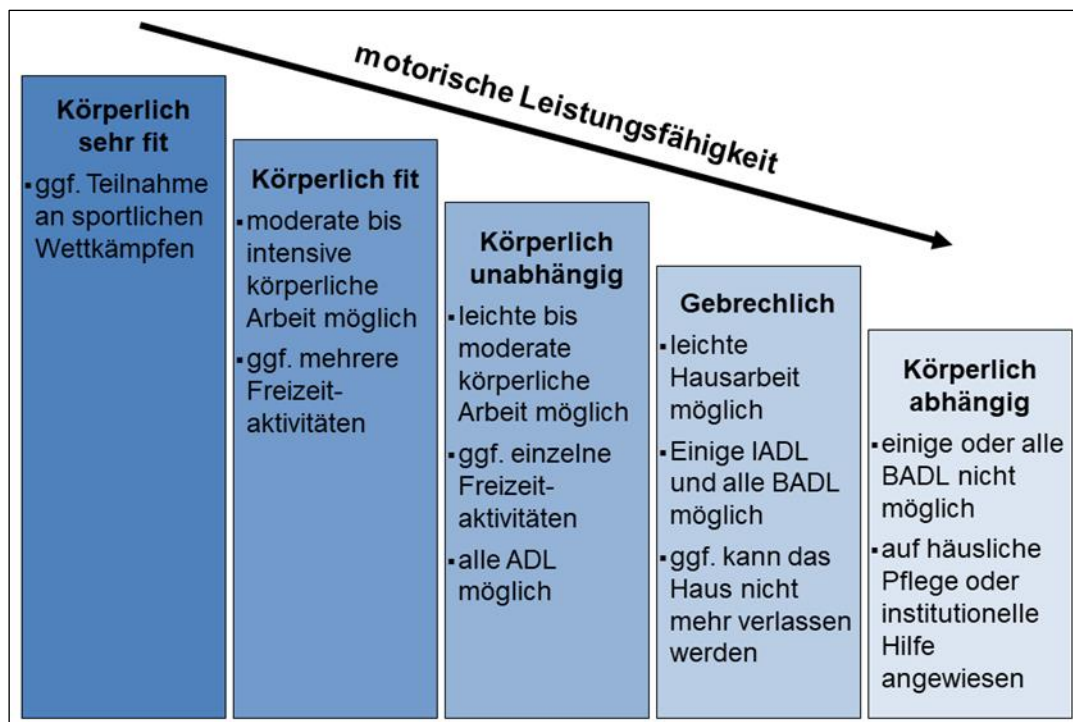 motorische Leistungsfähigkeit
Körperlich
sehr fit
▪ggf. Teilnahme
an sportlichen
Wettkämpfen
Körperlich fit
▪moderate bis
intensive
körperliche
Arbeit möglich
▪ggf. mehrere
Freizeit-
aktivitäten
Körperlich
unabhängig
▪leichte bis
moderate
körperliche
Arbeit möglich
▪ggf. einzelne
Freizeit-
aktivitäten
▪alle ADL
möglich
Gebrechlich
▪leichte
Hausarbeit
möglich
▪Einige IADL
und alle BADL
möglich
▪ggf. kann das
Haus nicht
mehr verlassen
werden
Körperlich
abhängig
▪einige oder alle
BADL nicht
möglich
▪auf häusliche
Pflege oder
institutionelle
Hilfe
angewiesen